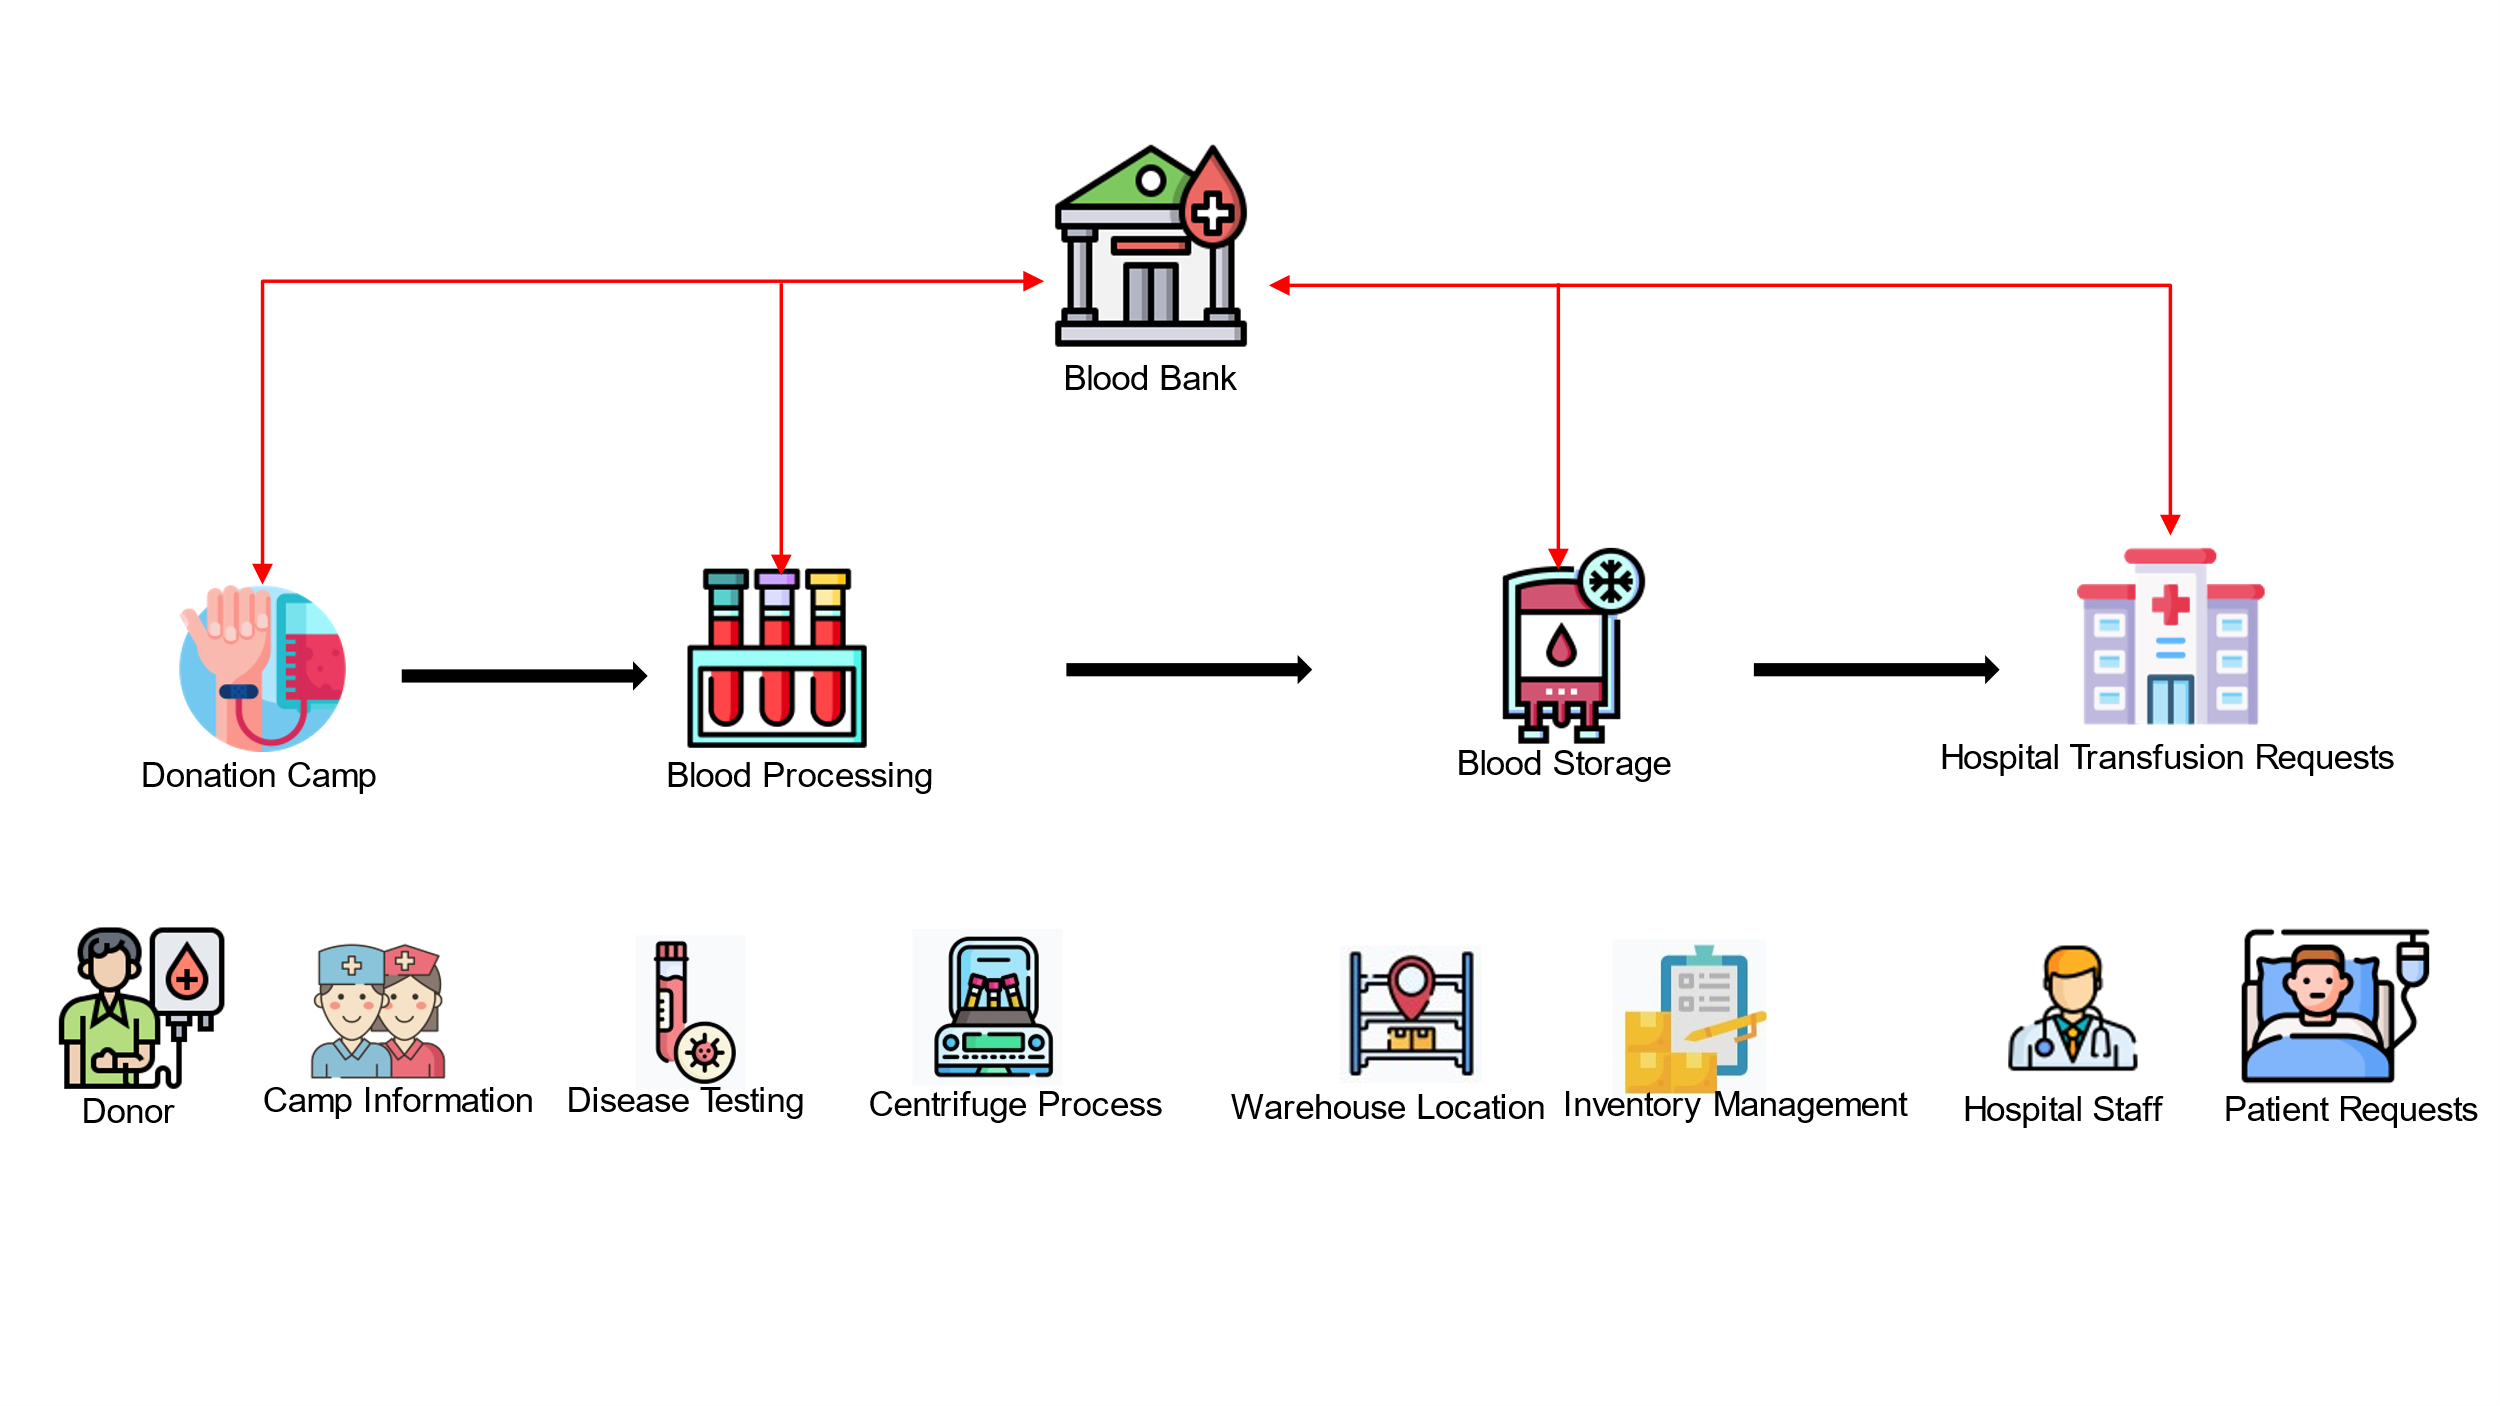 Blood Bank
Donation Camp
Blood Processing
Blood Storage
Hospital Transfusion Requests
Donor
Camp Information
Disease Testing
Centrifuge Process
Warehouse Location
Inventory Management
Hospital Staff
Patient Requests